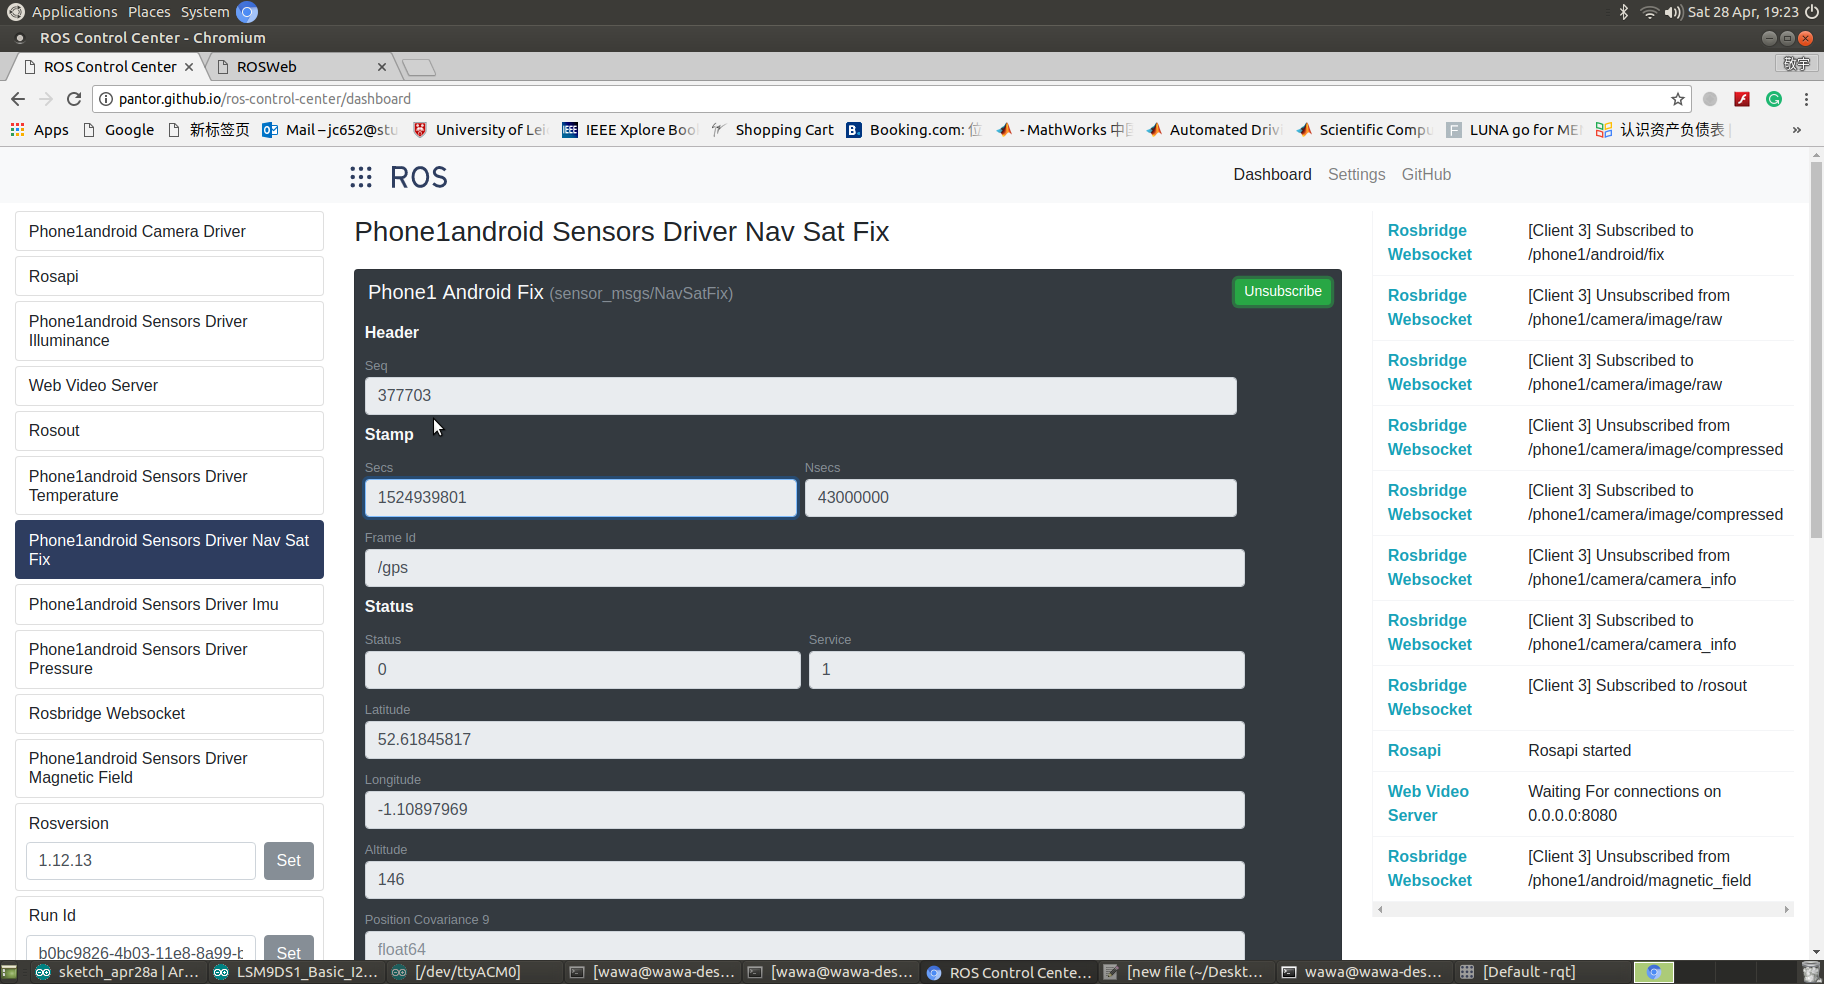 Applications Places System
Sat 28 Apr, 19:23
ROS Control Center - Chromium
ROS Control Center
ROSWeb
敬宇
pantor.github.io/ros-control-center/dashboard
Apps
Google
新标签页
Mail – jc652@stu
University of Lei
IEEE Xplore Boo
Shopping Cart
Booking.com: 位
- MathWorks 中国
Automated Drivi
Scientific Compu
LUNA go for MEN
认识资产负债表
»
ROS
Dashboard
Settings
GitHub
Phone1android Camera Driver
Rosapi
Phone1android Sensors Driver
Illuminance
Web Video Server
Rosout
Phone1android Sensors Driver
Temperature
Phone1android Sensors Driver Nav Sat
Fix
Phone1android Sensors Driver Imu
Phone1android Sensors Driver
Pressure
Rosbridge Websocket
Phone1android Sensors Driver
Magnetic Field
Rosversion
1.12.13
Set
Run Id
b0bc9826-4b03-11e8-8a99-b
Set
Phone1android Sensors Driver Nav Sat Fix
Phone1 Android Fix (sensor_msgs/NavSatFix)
Unsubscribe
Header
Seq
377703
Stamp
Secs
Nsecs
1524939801
43000000
Frame Id
/gps
Status
Status
Service
0
1
Latitude
52.61845817
Longitude
-1.10897969
Altitude
146
Position Covariance 9
float64
Rosbridge Websocket
[Client 3] Subscribed to
/phone1/android/fix
Rosbridge Websocket
[Client 3] Unsubscribed from
/phone1/camera/image/raw
Rosbridge Websocket
[Client 3] Subscribed to
/phone1/camera/image/raw
Rosbridge Websocket
[Client 3] Unsubscribed from
/phone1/camera/image/compressed
Rosbridge Websocket
[Client 3] Subscribed to
/phone1/camera/image/compressed
Rosbridge Websocket
[Client 3] Unsubscribed from
/phone1/camera/camera_info
Rosbridge Websocket
[Client 3] Subscribed to
/phone1/camera/camera_info
Rosbridge Websocket
[Client 3] Subscribed to /rosout
Rosapi
Rosapi started
Web Video Server
Waiting For connections on
0.0.0.0:8080
Rosbridge Websocket
[Client 3] Unsubscribed from
/phone1/android/magnetic_field
sketch_apr28a | Ar...
LSM9DS1_Basic_I2...
[/dev/ttyACM0]
[wawa@wawa-des...
[wawa@wawa-des...
ROS Control Cente...
[new file (~/Deskt...
wawa@wawa-des...
[Default - rqt]